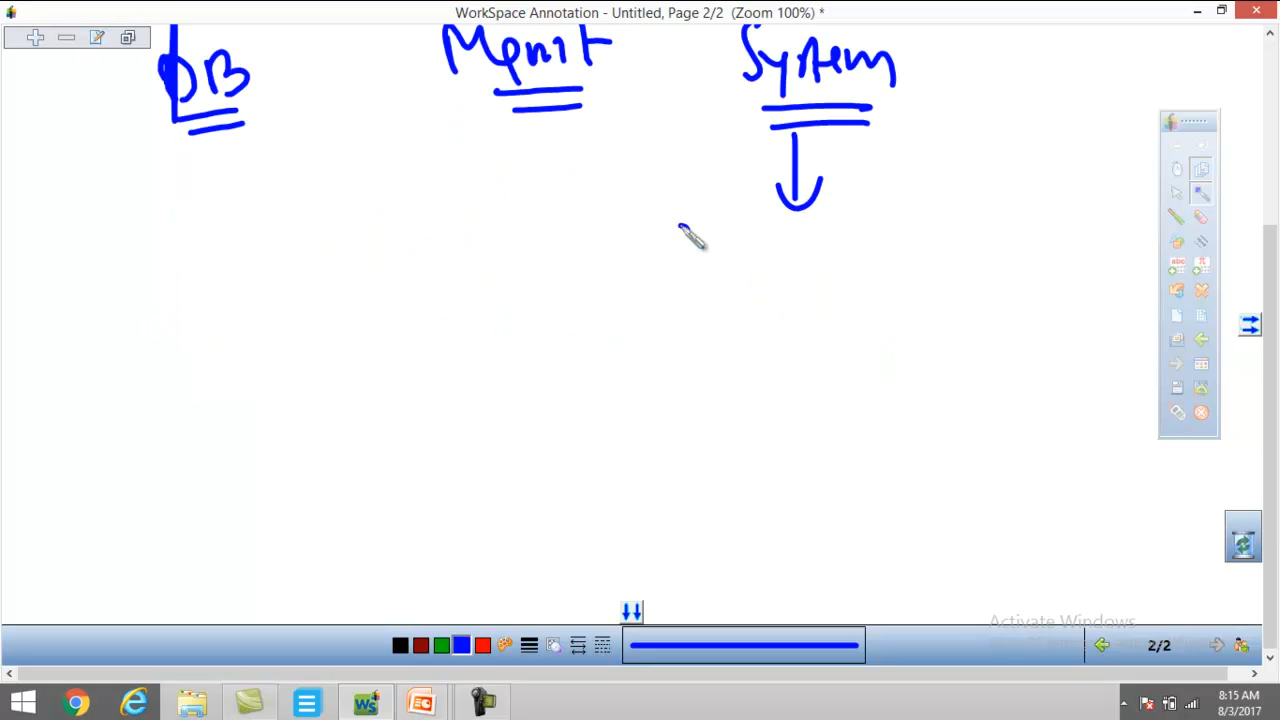 WorkSpace Annotation - Untitled, Page 2/2 (Zoom 100%) *
DB Mgmt System
abc
Activate Windows
2/2
8:15 AM
8/3/2017